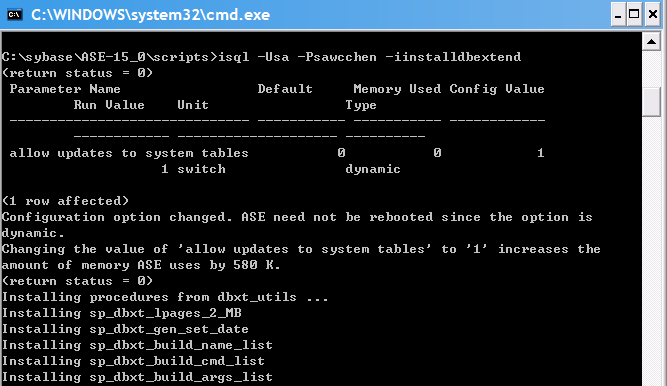 C:\WINDOWS\system32\cmd.exe
C:\sybase\ASE-15_0\scripts>isql -Usa -Psawcchen -iinstalldbextend
(return status = 0)
Parameter Name Default Memory Used Config Value
Run Value Unit Type
------------------------------ ----------- ----------- ------------
------------ -------------------- ----------
allow updates to system tables 0 0 1
1 switch dynamic
(1 row affected)
Configuration option changed. ASE need not be rebooted since the option is
dynamic.
Changing the value of 'allow updates to system tables' to '1' increases the
amount of memory ASE uses by 580 K.
(return status = 0)
Installing procedures from dbxt_utils ...
Installing sp_dbxt_lpages_2_MB
Installing sp_dbxt_gen_set_date
Installing sp_dbxt_build_name_list
Installing sp_dbxt_build_cmd_list
Installing sp_dbxt_build_args_list